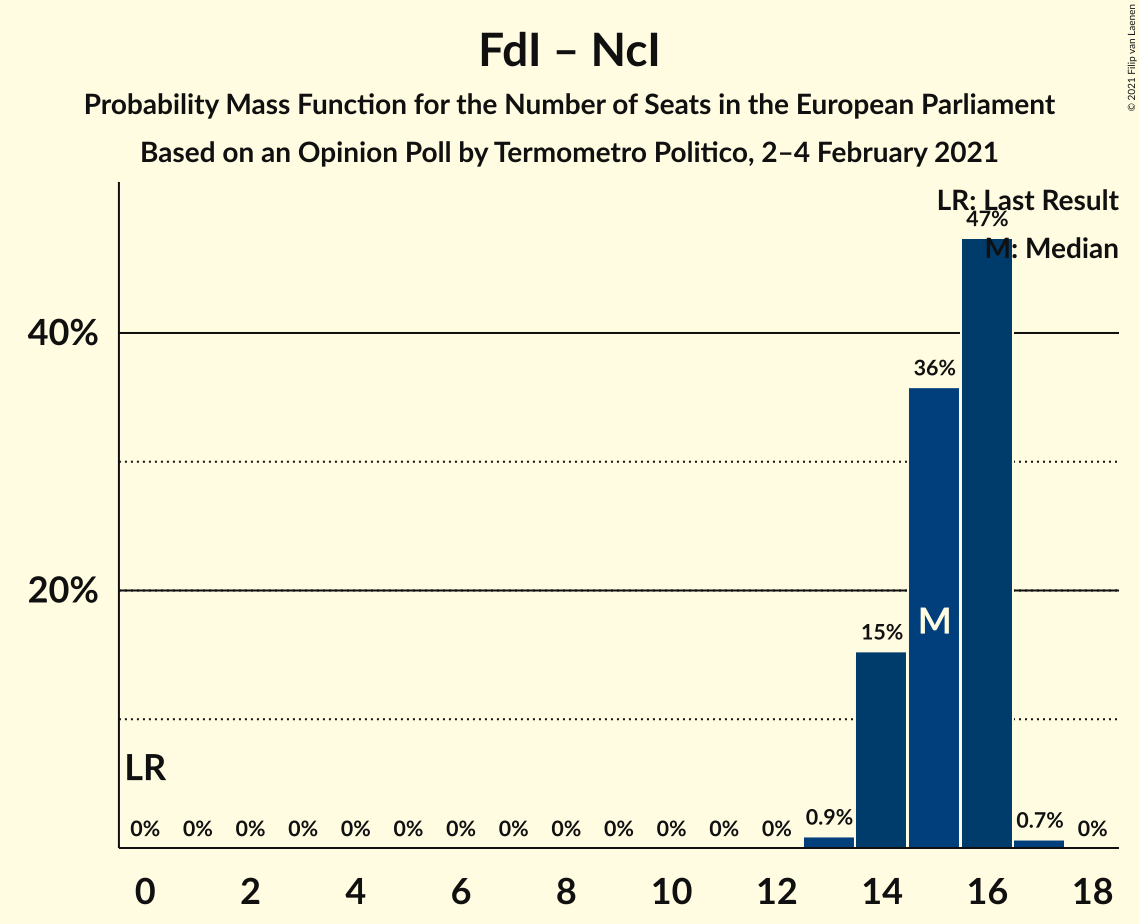 FdI – NcI
Probability Mass Function for the Number of Seats in the European Parliament
Based on an Opinion Poll by Termometro Politico, 2–4 February 2021
© 2021 Filip van Laenen
LR: Last Result
47%
M: Median
40%
36%
20%
M
15%
LR
0% 0% 0% 0% 0% 0% 0% 0% 0% 0% 0% 0% 0% 0.9% 0.7% 0%
0 2 4 6 8 10 12 14 16 18